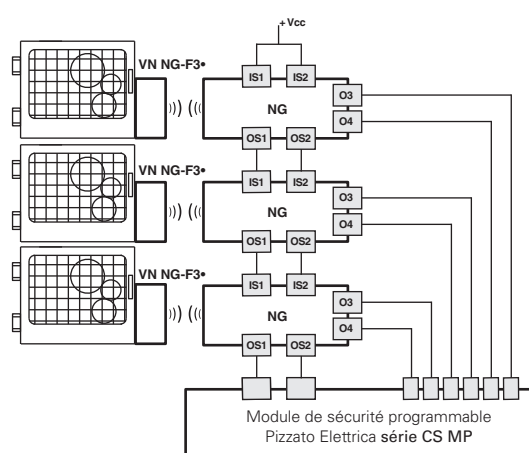 + Vcc
VN NG-F3•
IS1 IS2
O3
NG
O4
OS1 OS2
VN NG-F3•
IS1 IS2
O3
NG
O4
OS1 OS2
VN NG-F3•
IS1 IS2
O3
NG
O4
OS1 OS2
Module de sécurité programmable
Pizzato Elettrica série CS MP